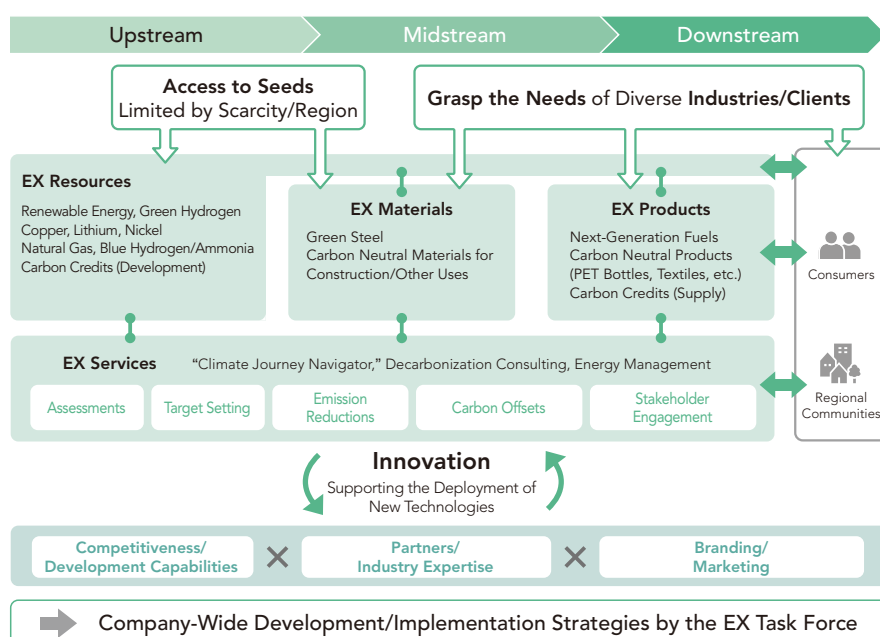 Upstream
Midstream
Downstream
Access to Seeds
Limited by Scarcity/Region
Grasp the Needs of Diverse Industries/Clients
EX Resources
Renewable Energy, Green Hydrogen
Copper, Lithium, Nickel
Natural Gas, Blue Hydrogen/Ammonia
Carbon Credits (Development)
EX Materials
Green Steel
Carbon Neutral Materials for
Construction/Other Uses
EX Products
Next-Generation Fuels
Carbon Neutral Products
(PET Bottles, Textiles, etc.)
Carbon Credits (Supply)
Consumers
Regional
Communities
EX Services
“Climate Journey Navigator,” Decarbonization Consulting, Energy Management
Assessments
Target Setting
Emission
Reductions
Carbon Offsets
Stakeholder
Engagement
Innovation
Supporting the Deployment of
New Technologies
Competitiveness/
Development Capabilities
Partners/
Industry Expertise
Branding/
Marketing
Company-Wide Development/Implementation Strategies by the EX Task Force